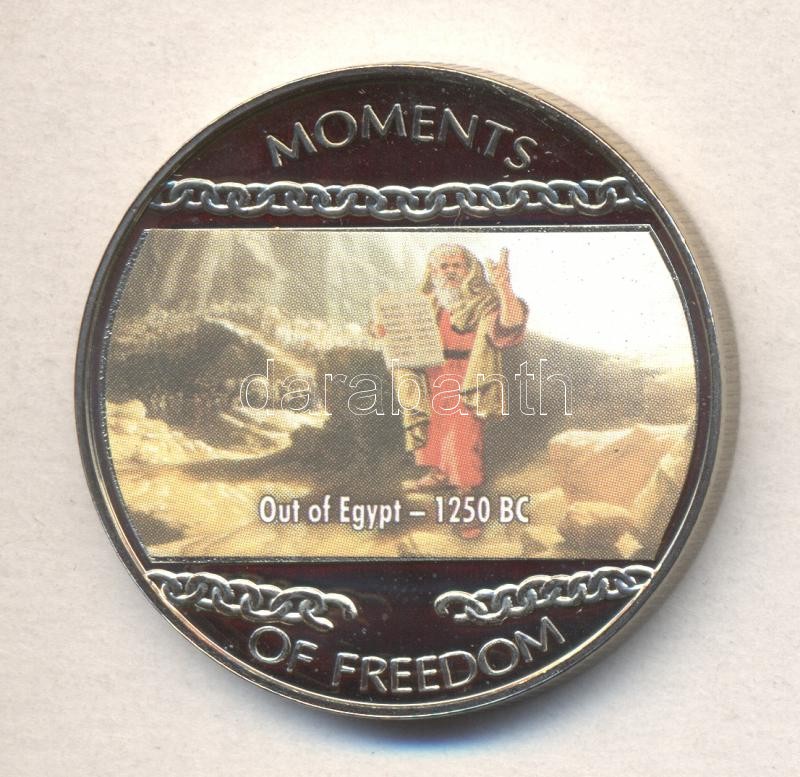 MOMENTS
darabanth
Out of Egypt – 1250 BC
OF FREEDOM